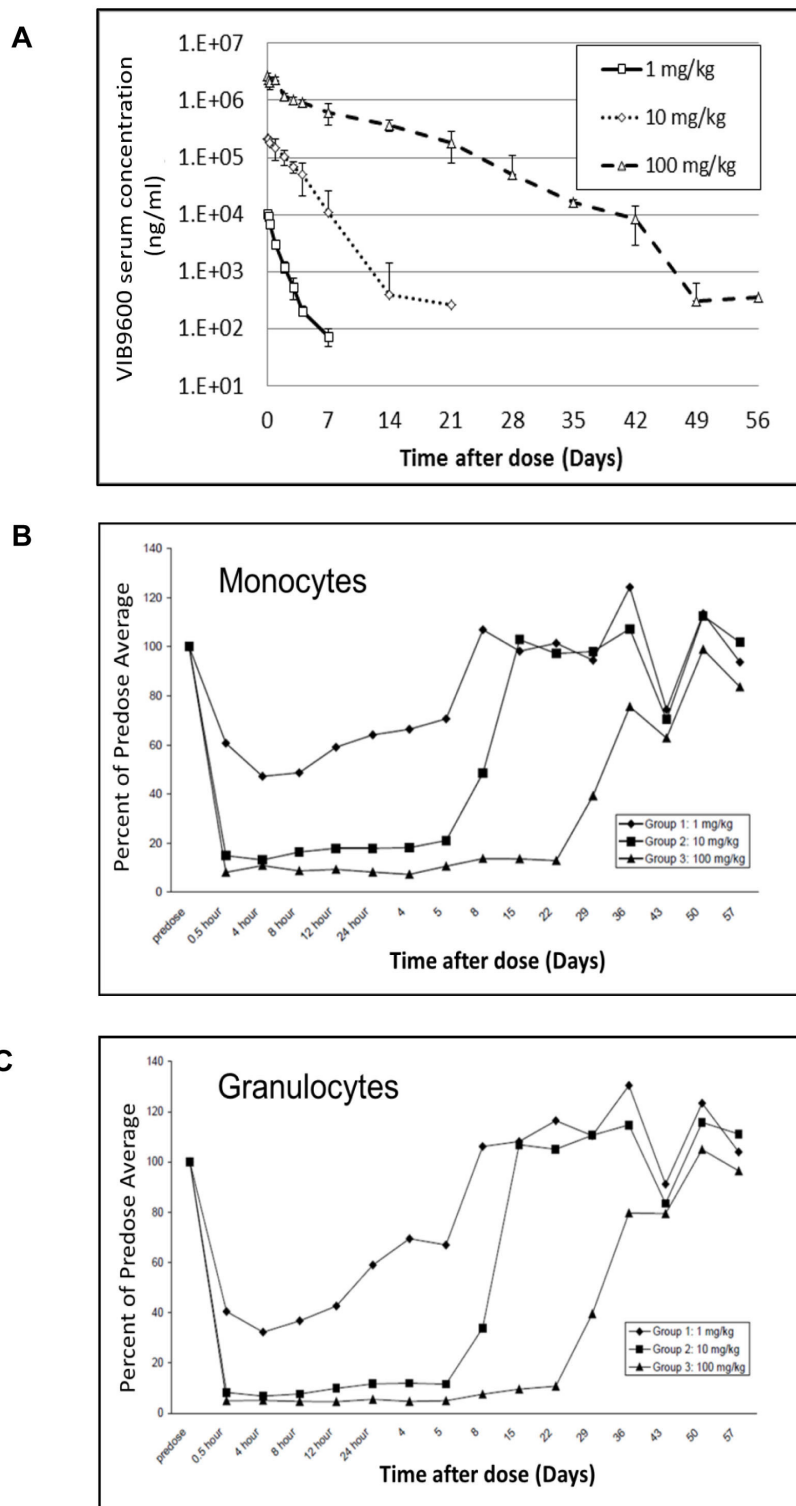 A
VIB9600 serum concentration
(ng/ml)
1.E+07
1.E+06
1.E+05
1.E+04
1.E+03
1.E+02
1.E+01
1 mg/kg
10 mg/kg
100 mg/kg
0 7 14 21 28 35 42 49 56
Time after dose (Days)
B
Monocytes
Percent of Predose Average
140
120
100
80
60
40
20
0
Group 1: 1 mg/kg
Group 2: 10 mg/kg
Group 3: 100 mg/kg
predose 0.5 hour 4 hour 8 hour 12 hour 24 hour 4 5 8 15 22 29 36 43 50 57
Time after dose (Days)
C
Granulocytes
Percent of Predose Average
140
120
100
80
60
40
20
0
Group 1: 1 mg/kg
Group 2: 10 mg/kg
Group 3: 100 mg/kg
predose 0.5 hour 4 hour 8 hour 12 hour 24 hour 4 5 8 15 22 29 36 43 50 57
Time after dose (Days)